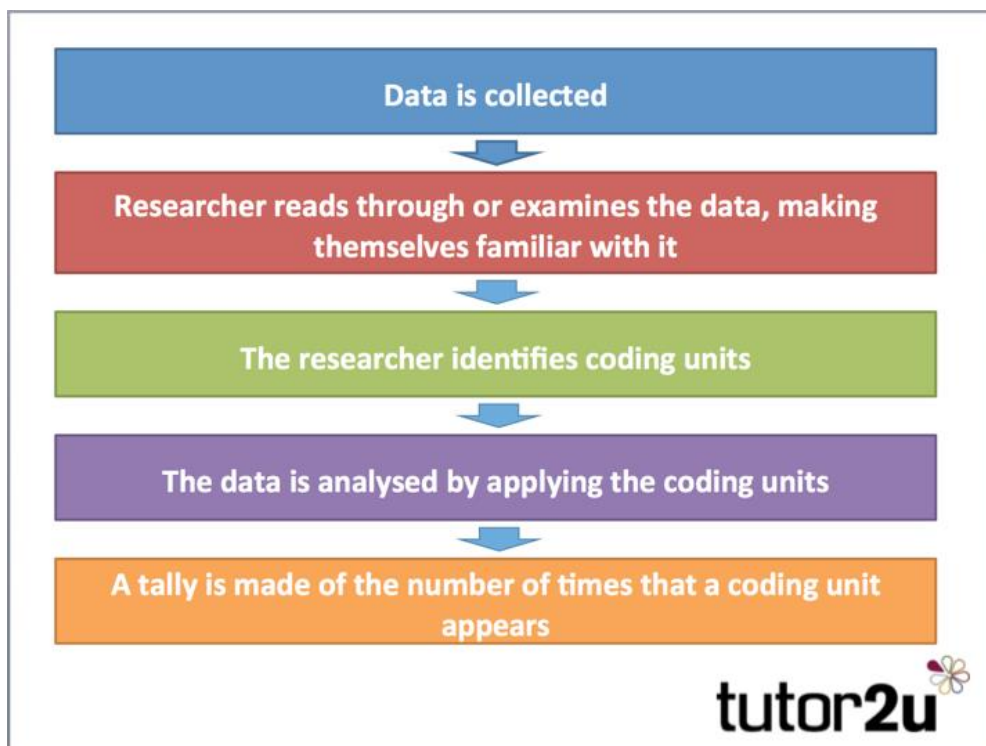 Data is collected
Researcher reads through or examines the data, making
themselves familiar with it
The researcher identifies coding units
The data is analysed by applying the coding units
A tally is made of the number of times that a coding unit
appears
tutor2u